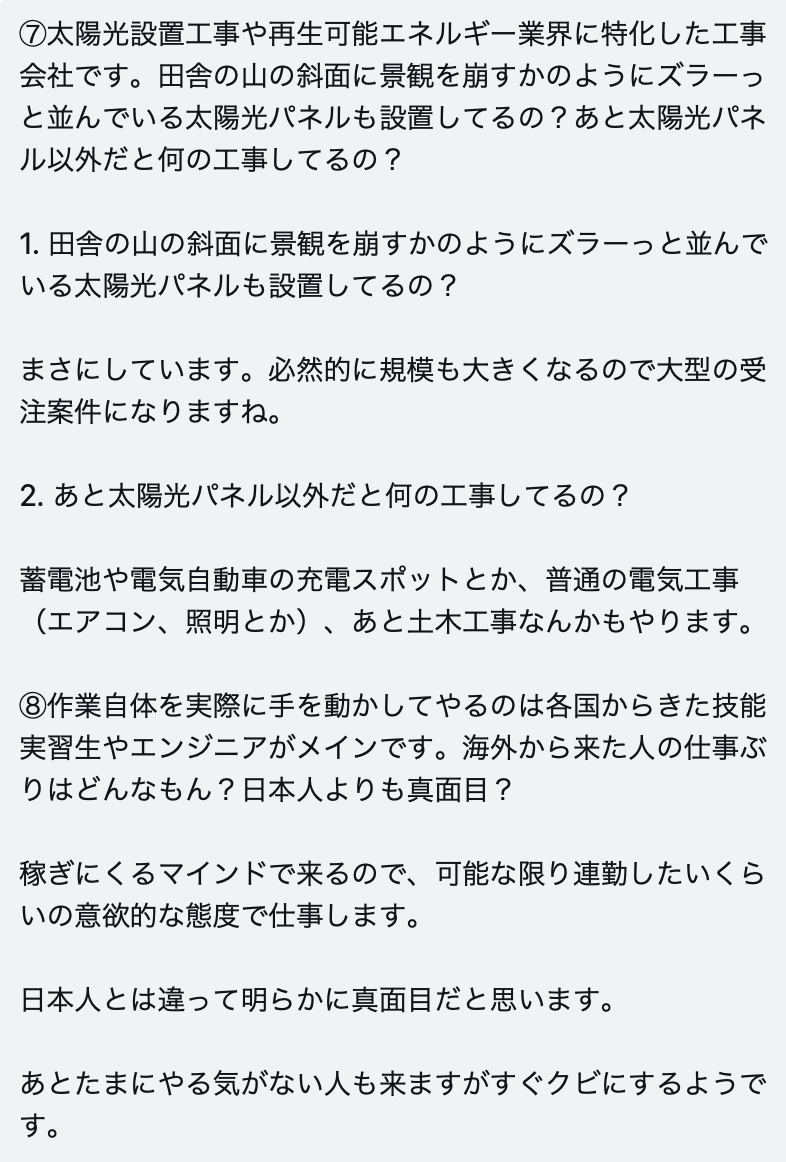 ⑦太陽光設置工事や再生可能エネルギー業界に特化した工事
会社です。田舎の山の斜面に景観を崩すかのようにズラーっ
と並んでいる太陽光パネルも設置してるの？あと太陽光パネ
ル以外だと何の工事してるの？
1. 田舎の山の斜面に景観を崩すかのようにズラーっと並んで
いる太陽光パネルも設置してるの？
まさにしています。必然的に規模も大きくなるので大型の受
注案件になりますね。
2. あと太陽光パネル以外だと何の工事してるの？
蓄電池や電気自動車の充電スポットとか、普通の電気工事
（エアコン、照明とか）、あと土木工事なんかもやります。
⑧作業自体を実際に手を動かしてやるのは各国からきた技能
実習生やエンジニアがメインです。海外から来た人の仕事ぶ
りはどんなもん？日本人よりも真面目？
稼ぎにくるマインドで来るので、可能な限り連勤したいくら
いの意欲的な態度で仕事します。
日本人とは違って明らかに真面目だと思います。
あとたまにやる気がない人も来ますがすぐクビにするようで
す。